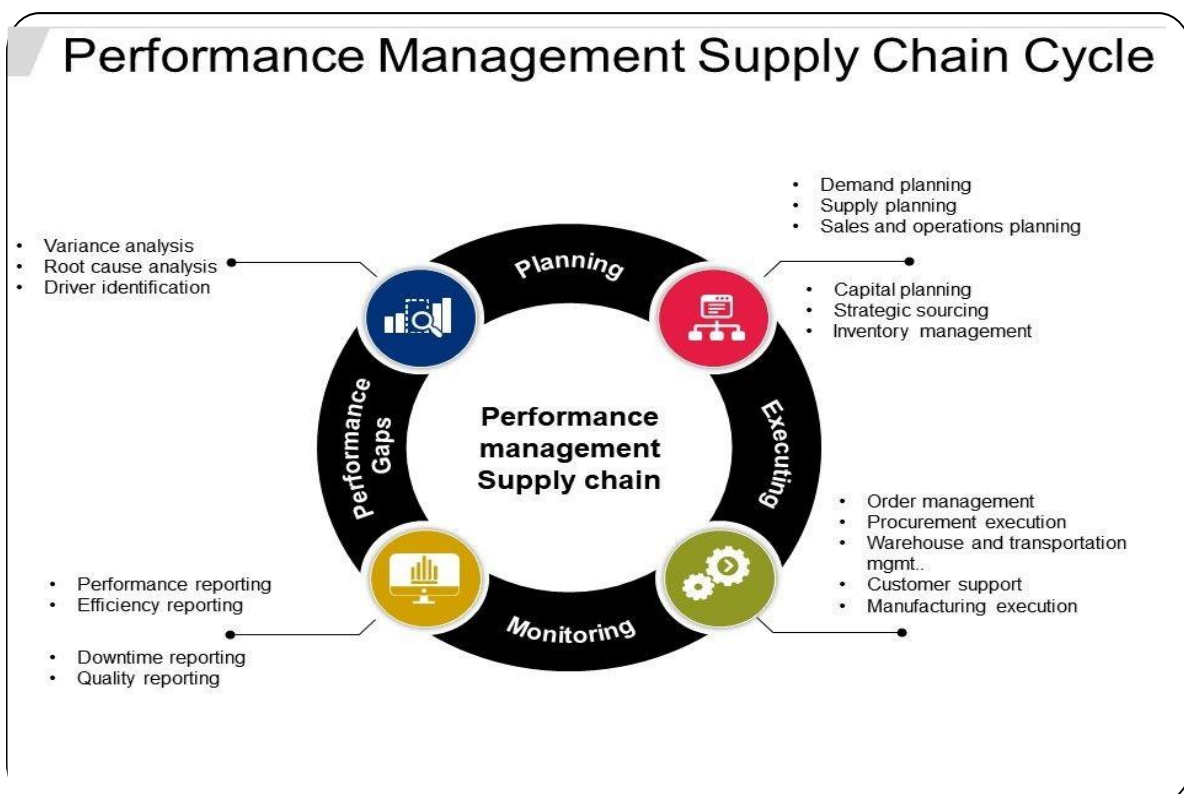 Performance Management Supply Chain Cycle
• Demand planning
• Supply planning
• Sales and operations planning
• Capital planning
• Strategic sourcing
• Inventory management
• Variance analysis
• Root cause analysis
• Driver identification
Planning
Executing
Monitoring
Performance
Gaps
Performance
management
Supply chain
• Order management
• Procurement execution
• Warehouse and transportation
mgmt..
• Customer support
• Manufacturing execution
• Performance reporting
• Efficiency reporting
• Downtime reporting
• Quality reporting